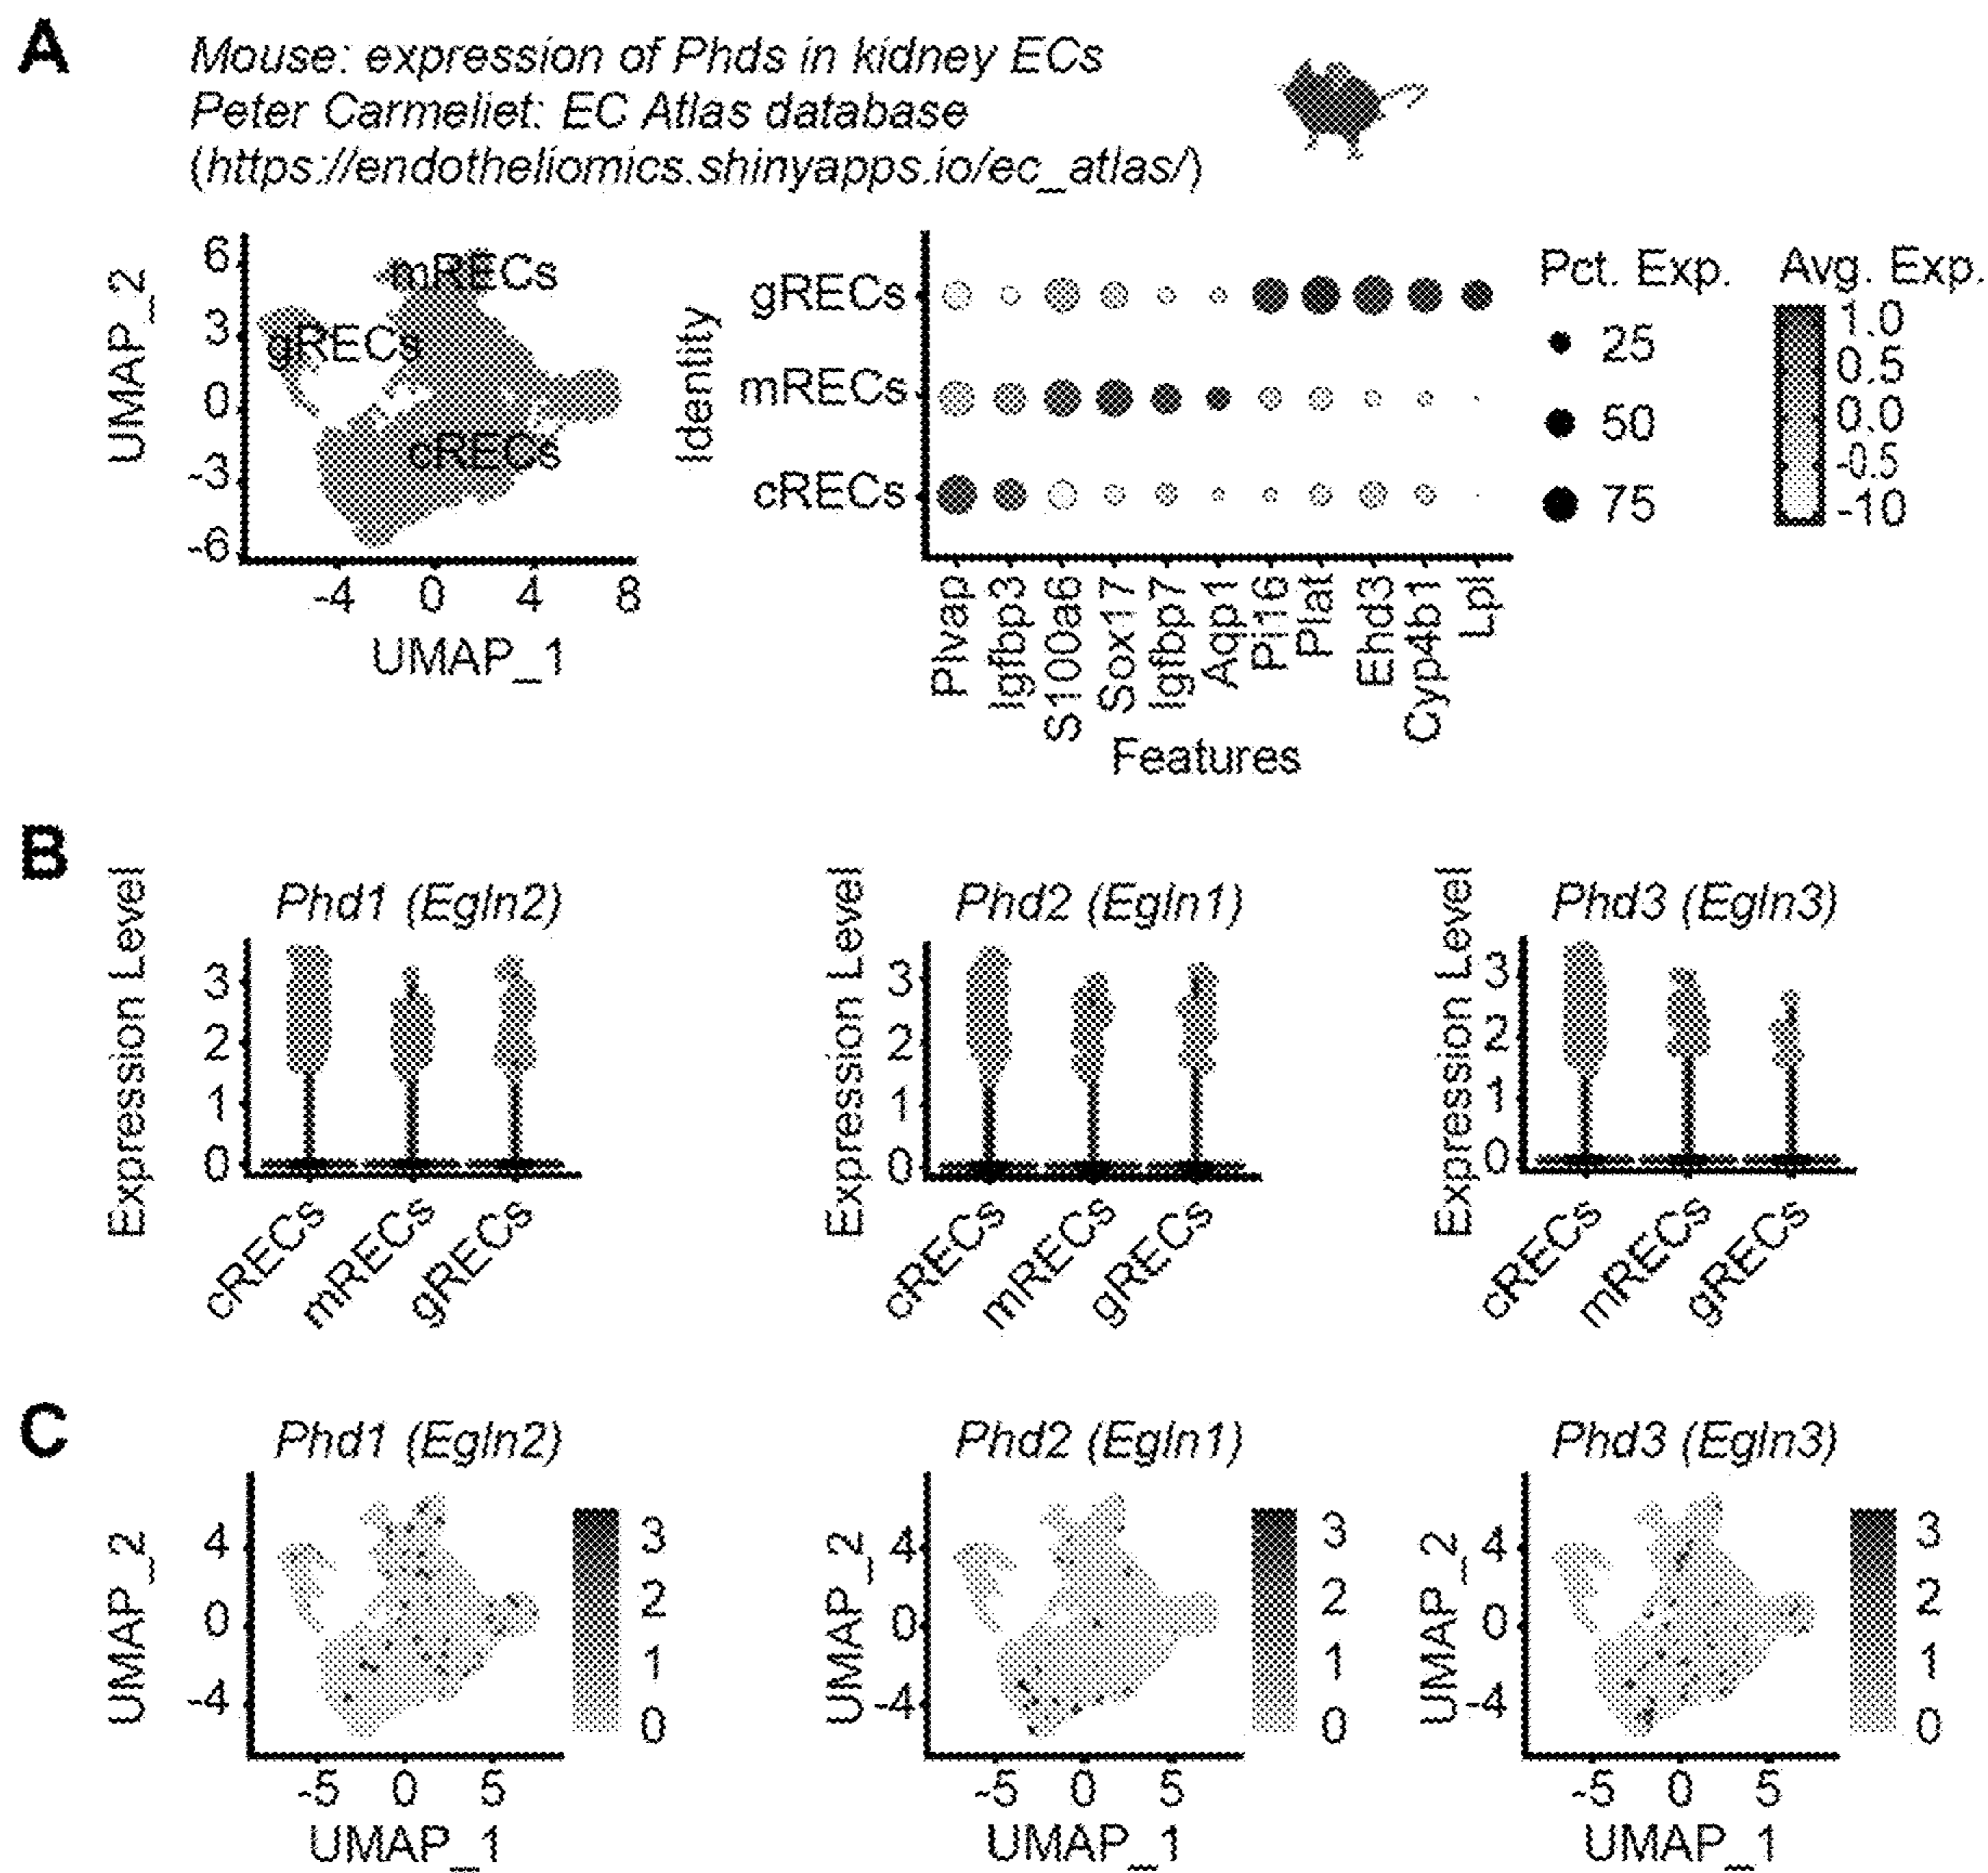 A
Mouse: expression of Phds in kidney ECs
Peter Carmeliet: EC Atlas database
(https://endotheliomics.shinyapps.io/ec_atlas/)
UMAP_2
6
3
0
-3
-6
mRECs
gRECs
cRECs
-4 0 4 8
UMAP_1
Identity
gRECs
mRECs
cRECs
Plvap
Igfbp3
S100a6
Sox17
Igfbp7
Aqp1
Pi16
Plat
Ehd3
Cyp4b1
Lpl
Features
Pct. Exp.
25
50
75
Avg. Exp.
1.0
0.5
0.0
-0.5
-10
B
Expression Level
Phd1 (Egln2)
3
2
1
0
cRECs
mRECs
gRECs
Expression Level
Phd2 (Egln1)
3
2
1
0
cRECs
mRECs
gRECs
Expression Level
Phd3 (Egln3)
3
2
1
0
cRECs
mRECs
gRECs
C
Phd1 (Egln2)
UMAP_2
4
0
-4
-5 0 5
UMAP_1
3
2
1
0
Phd2 (Egln1)
UMAP_2
4
0
-4
-5 0 5
UMAP_1
3
2
1
0
Phd3 (Egln3)
UMAP_2
4
0
-4
-5 0 5
UMAP_1
3
2
1
0